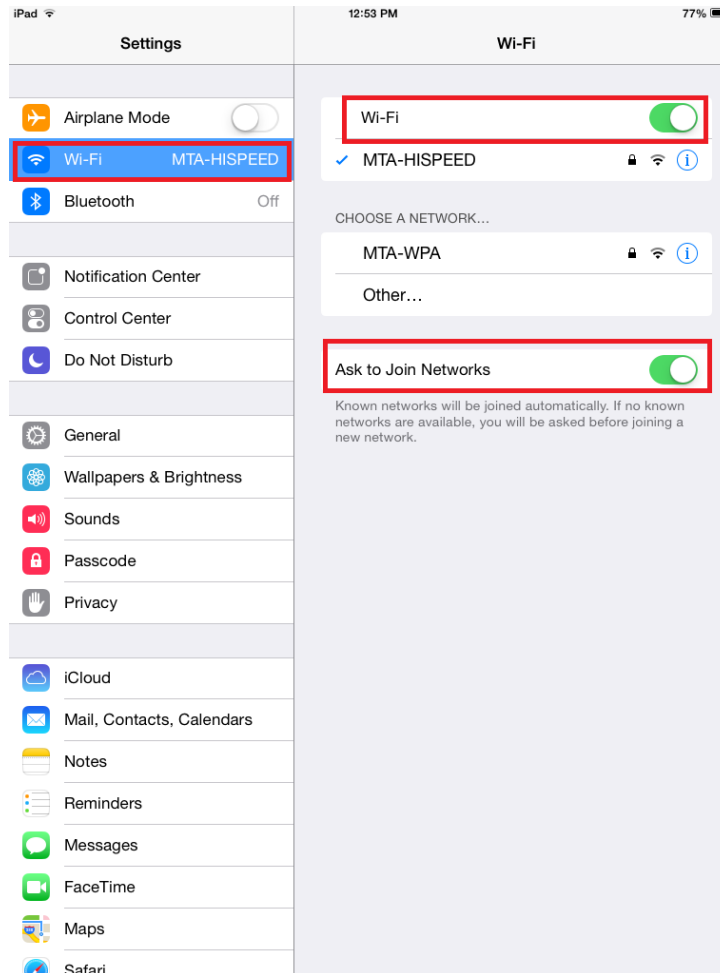 iPad
12:53 PM
77%
Settings
Airplane Mode
Wi-Fi MTA-HISPEED
Bluetooth Off
Notification Center
Control Center
Do Not Disturb
General
Wallpapers & Brightness
Sounds
Passcode
Privacy
iCloud
Mail, Contacts, Calendars
Notes
Reminders
Messages
FaceTime
Maps
Safari
Wi-Fi
Wi-Fi
MTA-HISPEED
CHOOSE A NETWORK...
MTA-WPA
Other...
Ask to Join Networks
Known networks will be joined automatically. If no known
networks are available, you will be asked before joining a
new network.